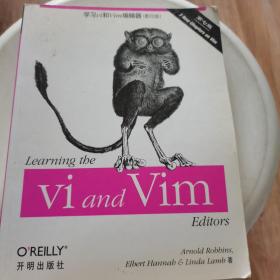 学习vi和Vim编辑器(影印版)
第七版
Learning the
vi and Vim
Editors
O'REILLY®
开明出版社
Arnold Robbins,
Elbert Hannah & Linda Lamb 著